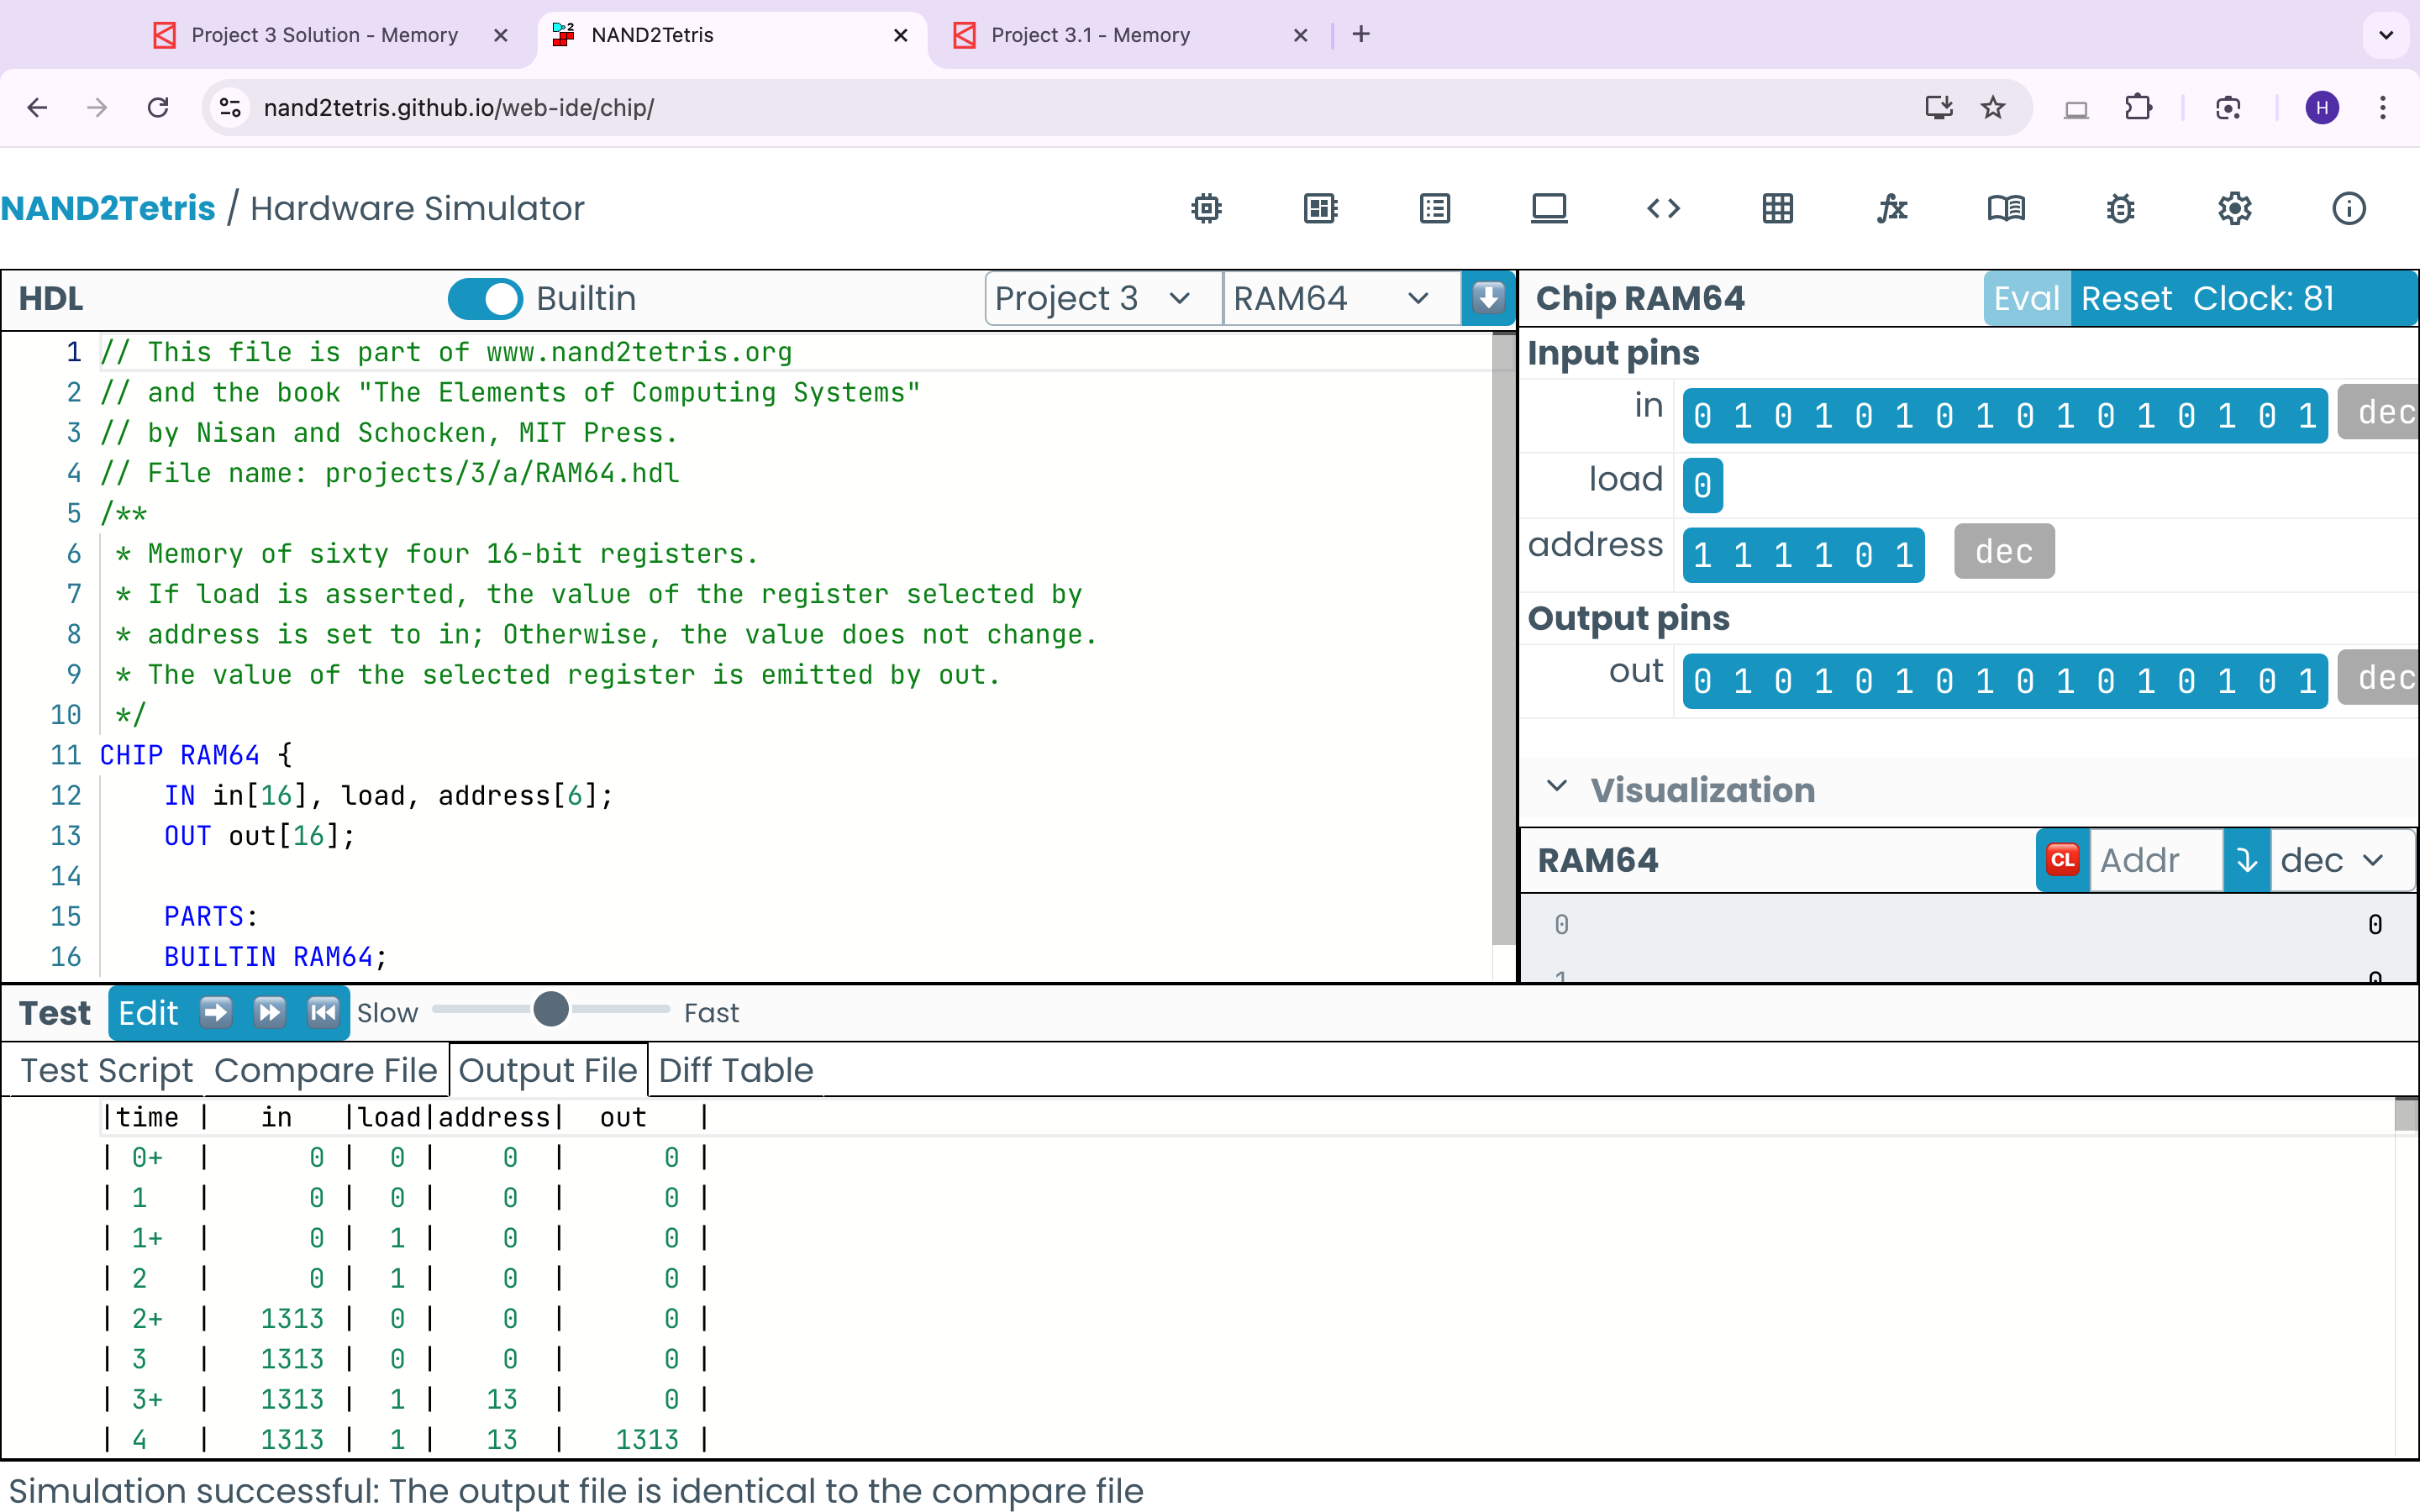 Project 3 Solution - Memory
NAND2Tetris
Project 3.1 - Memory
nand2tetris.github.io/web-ide/chip/
H
NAND2Tetris / Hardware Simulator
HDL
Builtin
Project 3
RAM64
1 // This file is part of www.nand2tetris.org
2 // and the book "The Elements of Computing Systems"
3 // by Nisan and Schocken, MIT Press.
4 // File name: projects/3/a/RAM64.hdl
5 /**
6 * Memory of sixty four 16-bit registers.
7 * If load is asserted, the value of the register selected by
8 * address is set to in; Otherwise, the value does not change.
9 * The value of the selected register is emitted by out.
10 */
11 CHIP RAM64 {
12 IN in[16], load, address[6];
13 OUT out[16];
14
15 PARTS:
16 BUILTIN RAM64;
Chip RAM64
Eval Reset Clock: 81
Input pins
in 0 1 0 1 0 1 0 1 0 1 0 1 0 1 0 1 dec
load 0
address 1 1 1 1 0 1 dec
Output pins
out 0 1 0 1 0 1 0 1 0 1 0 1 0 1 0 1 dec
Visualization
RAM64
CL Addr dec
0 0
1 0
Test Edit Slow Fast
Test Script Compare File Output File Diff Table
|time | in |load|address| out |
| 0+ | 0 | 0 | 0 | 0 |
| 1 | 0 | 0 | 0 | 0 |
| 1+ | 0 | 1 | 0 | 0 |
| 2 | 0 | 1 | 0 | 0 |
| 2+ | 1313 | 0 | 0 | 0 |
| 3 | 1313 | 0 | 0 | 0 |
| 3+ | 1313 | 1 | 13 | 0 |
| 4 | 1313 | 1 | 13 | 1313 |
Simulation successful: The output file is identical to the compare file